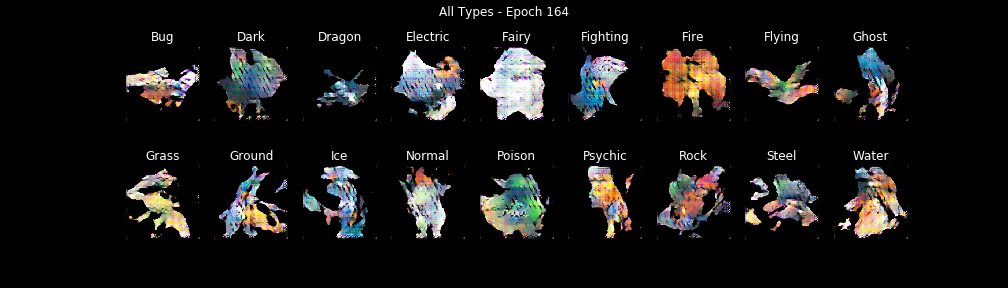 All Types - Epoch 164
Bug Dark Dragon Electric Fairy Fighting Fire Flying Ghost
Grass Ground Ice Normal Poison Psychic Rock Steel Water